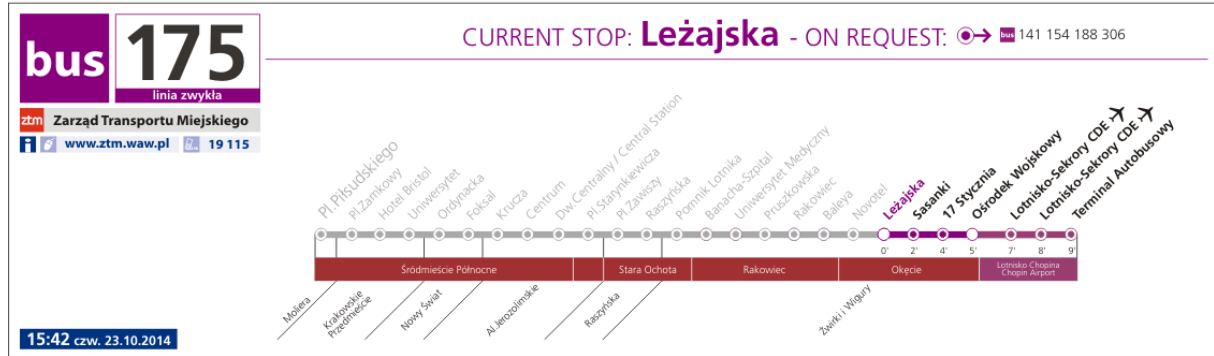 bus 175
linia zwykła
ztm Zarząd Transportu Miejskiego
i www.ztm.waw.pl 19 115
CURRENT STOP: Leżajska - ON REQUEST: bus 141 154 188 306
Pl.Piłsudskiego
Pl.Zamkowy
Hotel Bristol
Uniwersytet
Ordynacka
Foksal
Krucza
Centrum
Dw.Centralny / Central Station
Pl.Starynkiewicza
Pl.Zawiszy
Raszyńska
Pomnik Lotnika
Banacha-Szpital
Uniwersytet Medyczny
Pruszkowska
Rakowiec
Baleya
Novotel
Leżajska
Sasanki
17 Stycznia
Ośrodek Wojskowy
Lotnisko-Sekrory CDE
Lotnisko-Sekrory CDE
Terminal Autobusowy
0' 2' 4' 5' 7' 8' 9'
Śródmieście Północne
Stara Ochota
Rakowiec
Okęcie
Lotnisko Chopina
Chopin Airport
Moliera
Krakowskie
Przedmieście
Nowy Świat
Al.Jerozolimskie
Raszyńska
Żwirki i Wigury
15:42 czw. 23.10.2014